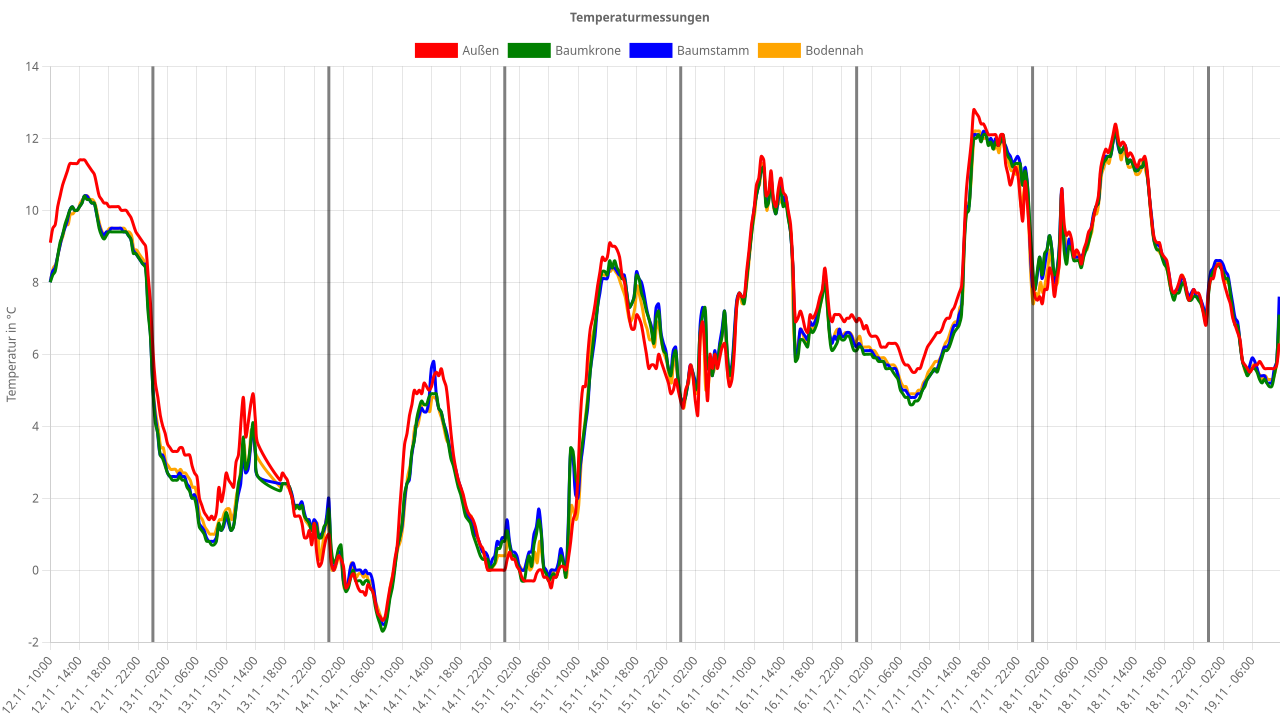 Temperaturmessungen
Außen Baumkrone Baumstamm Bodennah
Temperatur in °C
14
12
10
8
6
4
2
0
-2
12.11 - 10:00
12.11 - 14:00
12.11 - 18:00
12.11 - 22:00
13.11 - 02:00
13.11 - 06:00
13.11 - 10:00
13.11 - 14:00
13.11 - 18:00
13.11 - 22:00
14.11 - 02:00
14.11 - 06:00
14.11 - 10:00
14.11 - 14:00
14.11 - 18:00
14.11 - 22:00
15.11 - 02:00
15.11 - 06:00
15.11 - 10:00
15.11 - 14:00
15.11 - 18:00
15.11 - 22:00
16.11 - 02:00
16.11 - 06:00
16.11 - 10:00
16.11 - 14:00
16.11 - 18:00
16.11 - 22:00
17.11 - 02:00
17.11 - 06:00
17.11 - 10:00
17.11 - 14:00
17.11 - 18:00
17.11 - 22:00
18.11 - 02:00
18.11 - 06:00
18.11 - 10:00
18.11 - 14:00
18.11 - 18:00
18.11 - 22:00
19.11 - 02:00
19.11 - 06:00